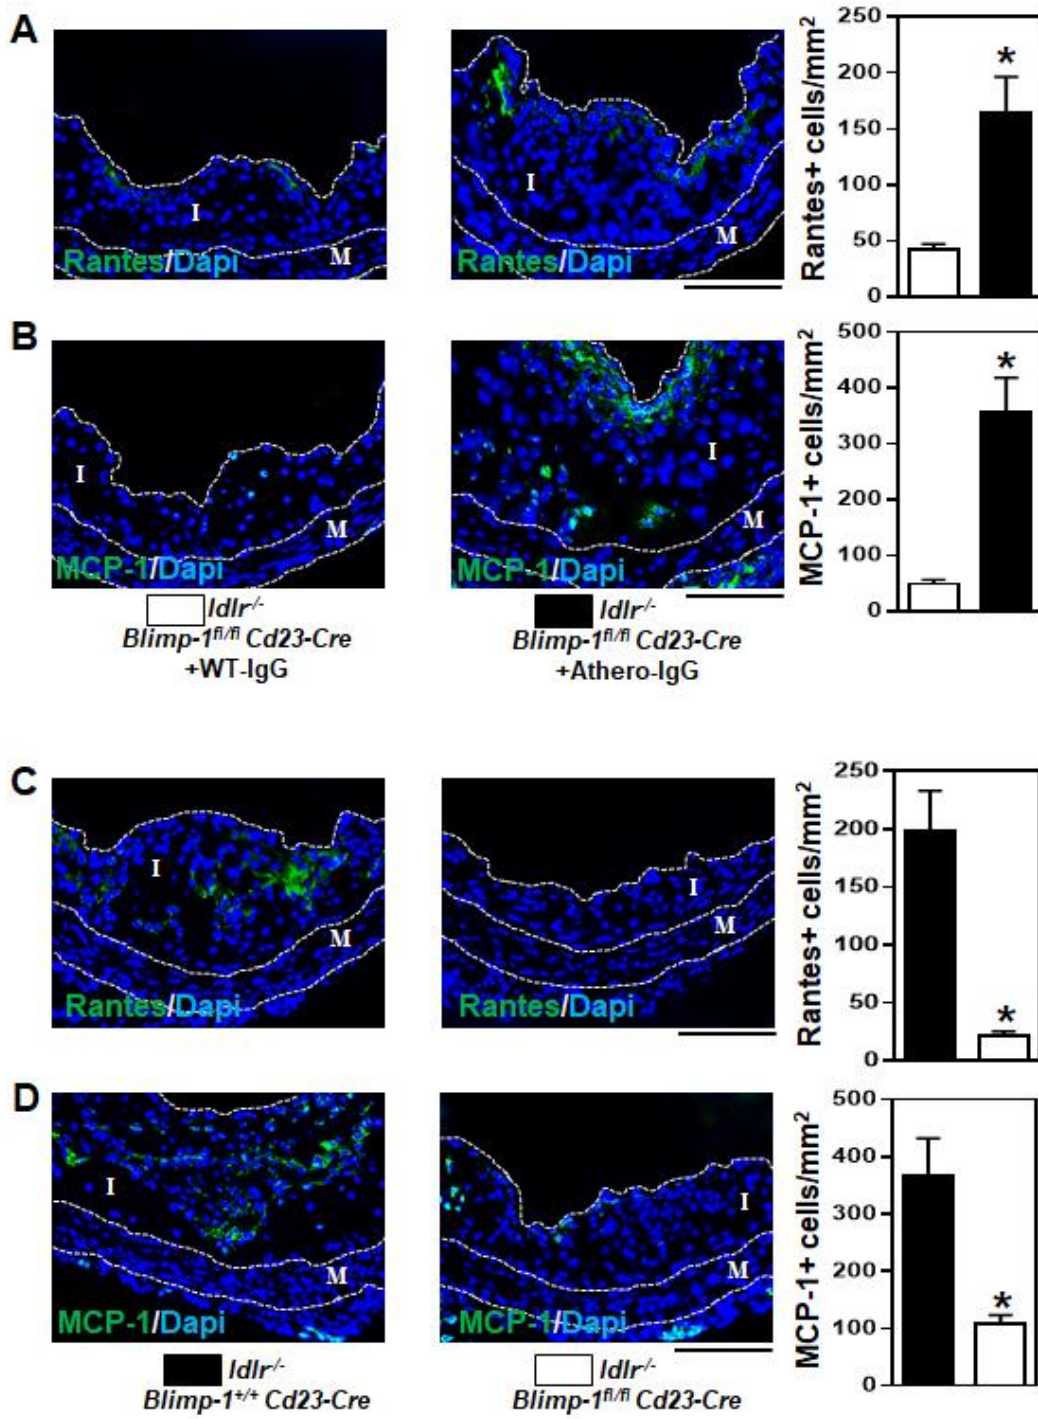 A
I
M
Rantes/Dapi
I
M
Rantes/Dapi
Rantes+ cells/mm²
250
200
150
100
50
0
*
B
I
M
MCP-1/Dapi
I
M
MCP-1/Dapi
MCP-1+ cells/mm²
500
400
300
200
100
0
*
ldlr-/-
Blimp-1fl/fl Cd23-Cre
+WT-IgG
ldlr-/-
Blimp-1fl/fl Cd23-Cre
+Athero-IgG
C
I
M
Rantes/Dapi
I
M
Rantes/Dapi
Rantes+ cells/mm²
250
200
150
100
50
0
*
D
I
M
MCP-1/Dapi
I
M
MCP-1/Dapi
MCP-1+ cells/mm²
500
400
300
200
100
0
*
ldlr-/-
Blimp-1+/+ Cd23-Cre
ldlr-/-
Blimp-1fl/fl Cd23-Cre